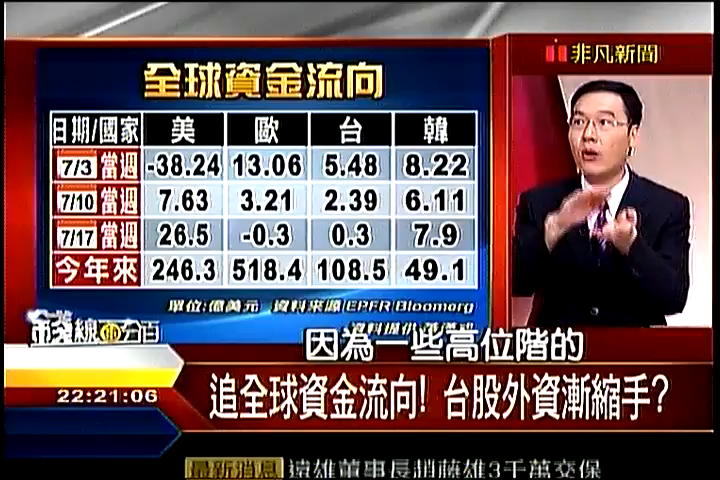 非凡新聞
全球資金流向
日期/國家 美 歐 台 韓
7/3 當週 -38.24 13.06 5.48 8.22
7/10 當週 7.63 3.21 2.39 6.11
7/17 當週 26.5 -0.3 0.3 7.9
今年來 246.3 518.4 108.5 49.1
單位:億美元 資料來源:EPFR,Bloomorg
資料提供
因為一些高位階的
22:21:06
追全球資金流向! 台股外資漸縮手?
最新消息 遠雄董事長趙藤雄3千萬交保